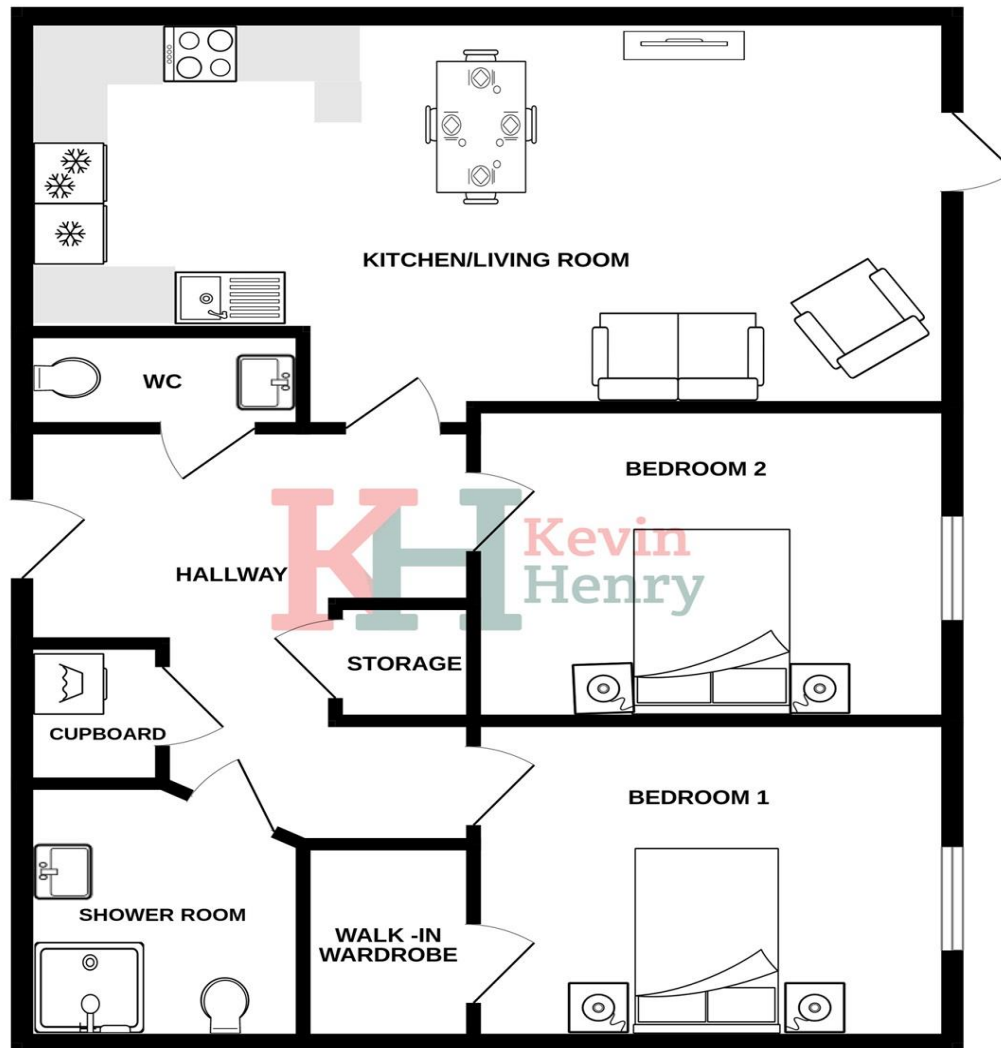 KITCHEN/LIVING ROOM
WC
BEDROOM 2
Kevin
HALLWAY
KH
Henry
STORAGE
CUPBOARD
BEDROOM 1
SHOWER ROOM
WALK -IN
WARDROBE